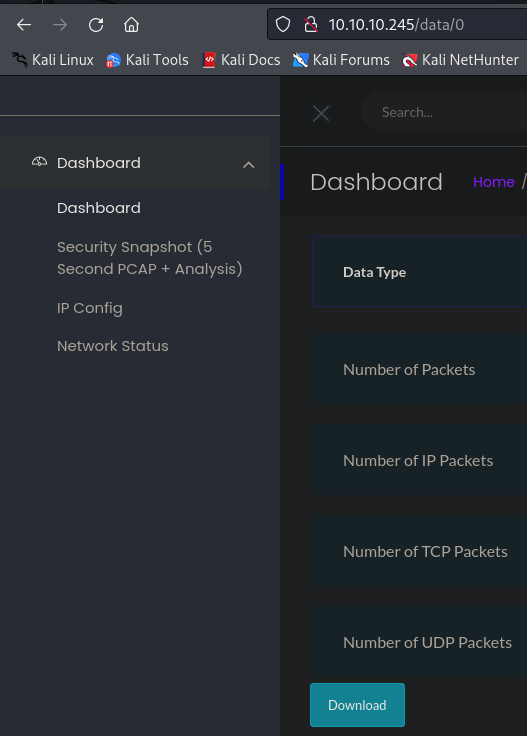 10.10.10.245/data/0
Kali Linux Kali Tools Kali Docs Kali Forums Kali NetHunter
Search...
Dashboard
Dashboard
Security Snapshot (5
Second PCAP + Analysis)
IP Config
Network Status
Dashboard Home /
Data Type
Number of Packets
Number of IP Packets
Number of TCP Packets
Number of UDP Packets
Download